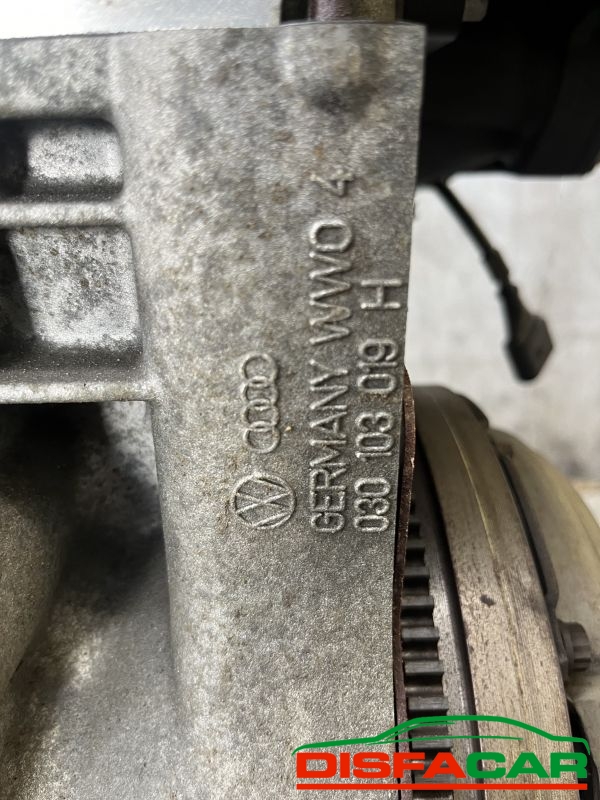 GERMANY WWO 4
030 103 019 H
DISFACAR